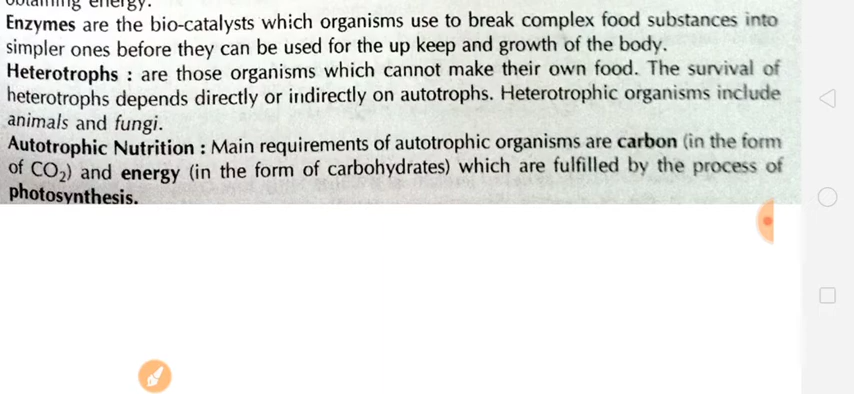 obtaining energy.
Enzymes are the bio-catalysts which organisms use to break complex food substances into
simpler ones before they can be used for the up keep and growth of the body.
Heterotrophs : are those organisms which cannot make their own food. The survival of
heterotrophs depends directly or indirectly on autotrophs. Heterotrophic organisms include
animals and fungi.
Autotrophic Nutrition : Main requirements of autotrophic organisms are carbon (in the form
of CO₂) and energy (in the form of carbohydrates) which are fulfilled by the process of
photosynthesis.